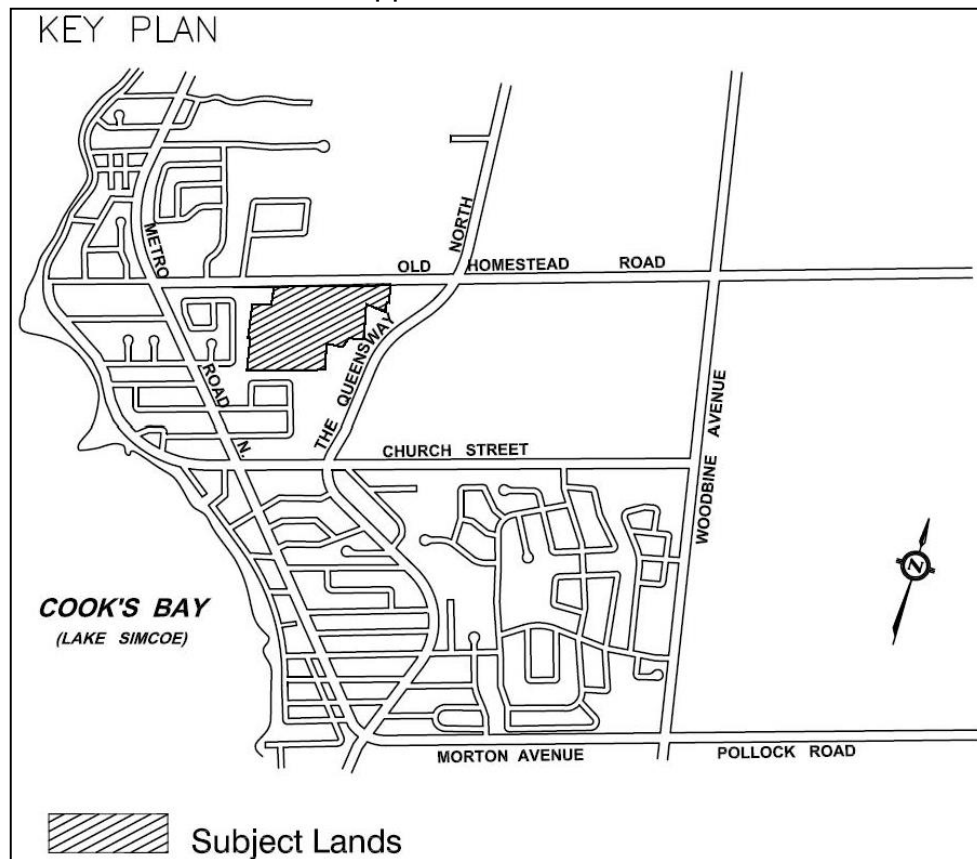 KEY PLAN
METRO
ROAD
N.
NORTH
OLD HOMESTEAD ROAD
THE QUEENSWAY
CHURCH STREET
WOODBINE AVENUE
N
COOK'S BAY
(LAKE SIMCOE)
MORTON AVENUE
POLLOCK ROAD
Subject Lands